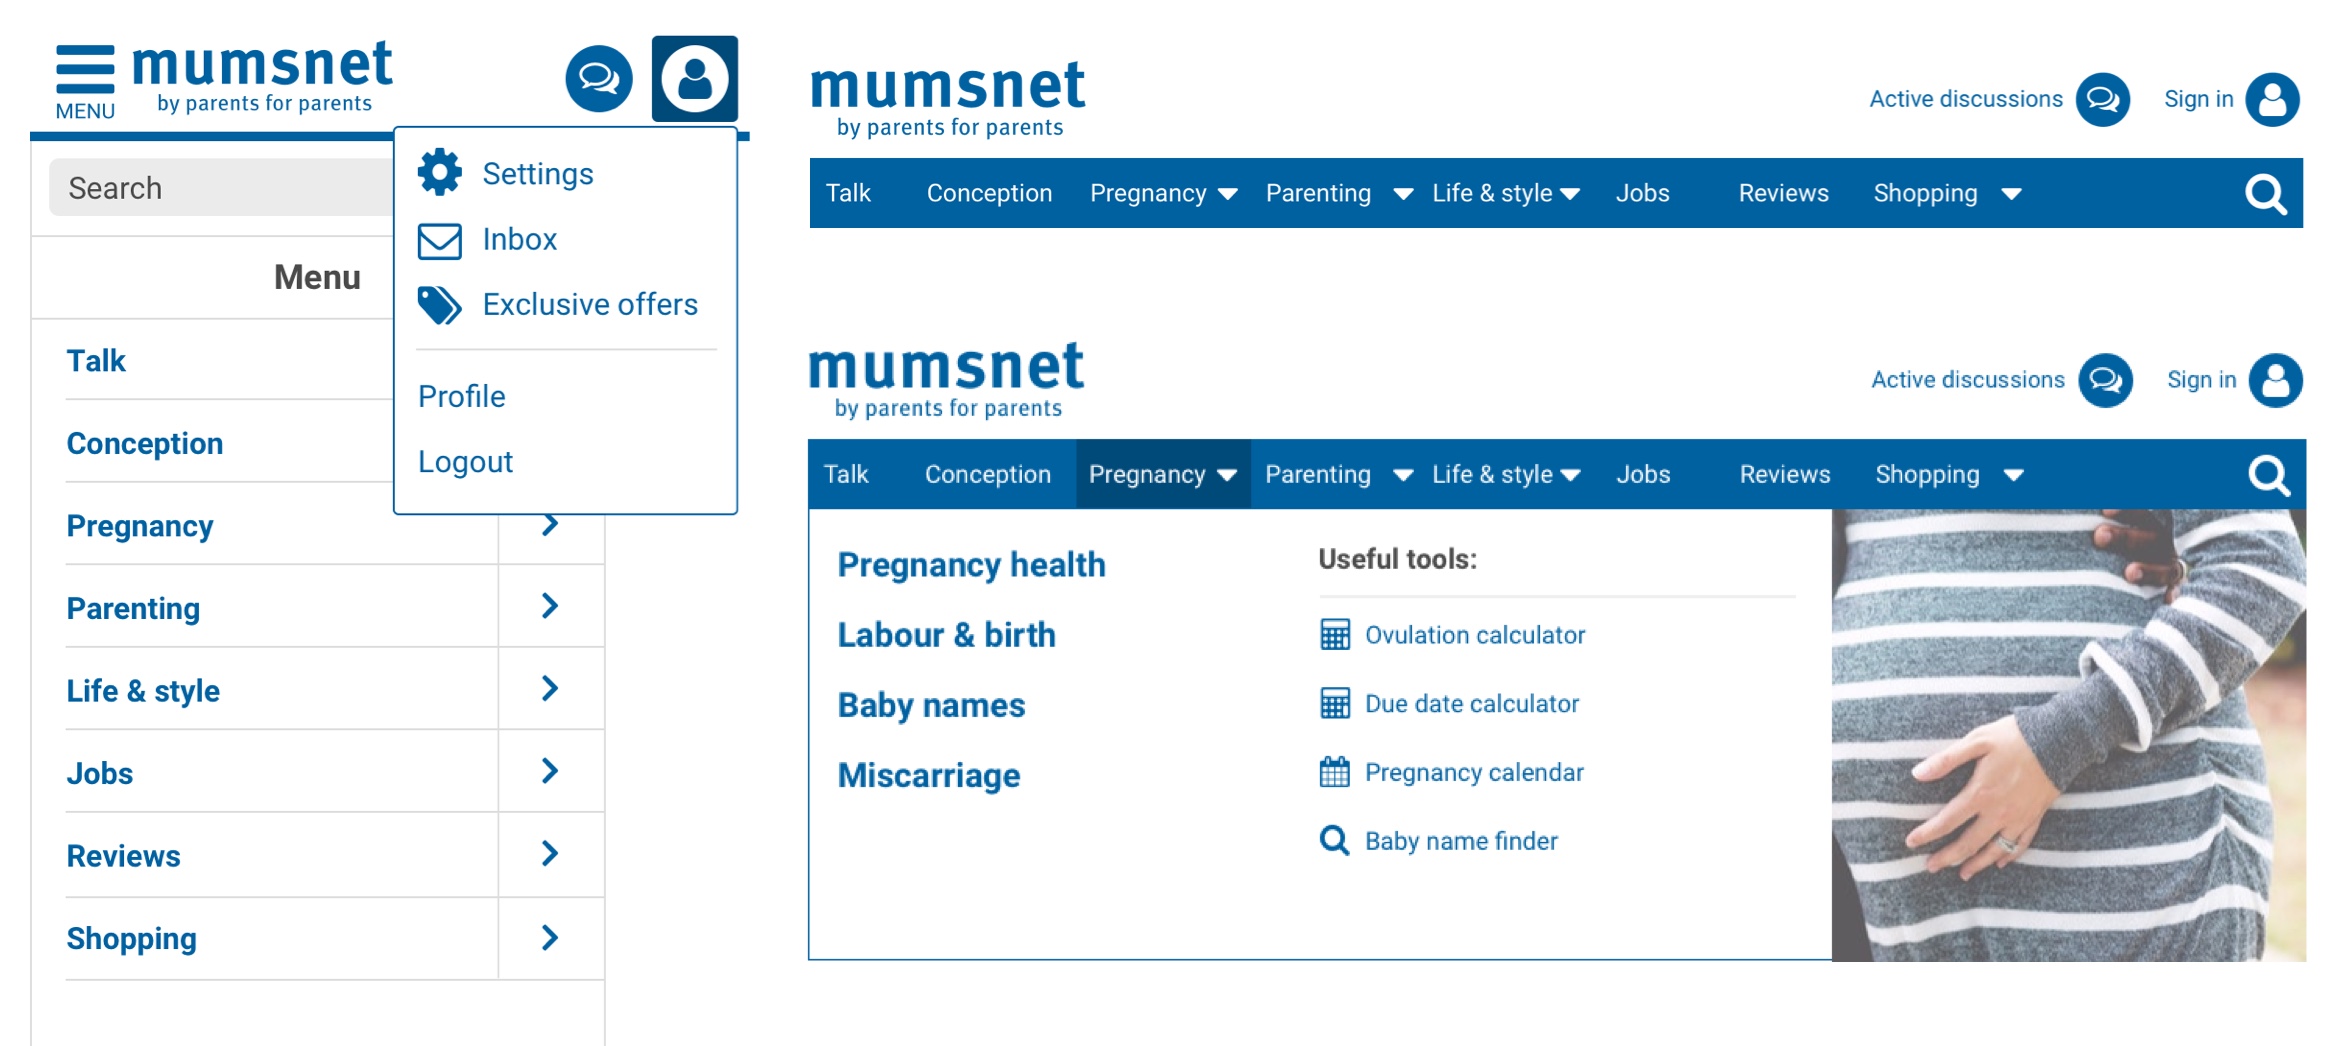 mumsnet
by parents for parents
MENU
Search
Menu
Talk
Conception
Pregnancy
Parenting
Life & style
Jobs
Reviews
Shopping
Settings
Inbox
Exclusive offers
Profile
Logout
mumsnet
by parents for parents
Active discussions Sign in
Talk Conception Pregnancy Parenting Life & style Jobs Reviews Shopping
mumsnet
by parents for parents
Active discussions Sign in
Talk Conception Pregnancy Parenting Life & style Jobs Reviews Shopping
Pregnancy health
Labour & birth
Baby names
Miscarriage
Useful tools:
Ovulation calculator
Due date calculator
Pregnancy calendar
Baby name finder